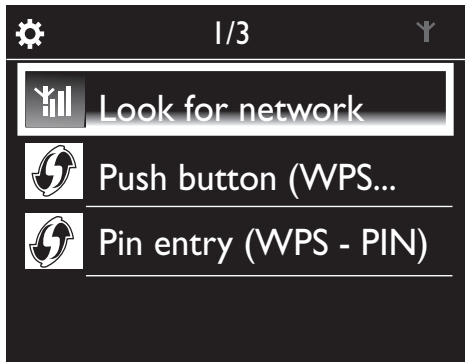 1/3
Look for network
Push button (WPS...
Pin entry (WPS - PIN)